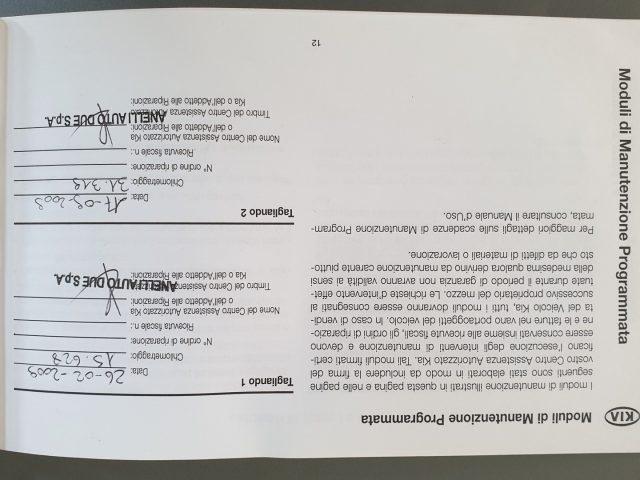 KIA Moduli di Manutenzione Programmata
I moduli di manutenzione illustrati in questa pagina e nelle pagine
seguenti sono stati elaborati in modo da includere la firma del
vostro Centro Assistenza Autorizzato Kia. Tali moduli firmati certi-
ficano l'esecuzione degli interventi di manutenzione e devono
essere conservati insieme alle ricevute fiscali, gli ordini di riparazio-
ne e le fatture nel vano portaoggetti del veicolo. In caso di vendi-
ta del Veicolo Kia, tutti i moduli dovranno essere consegnati al
successivo proprietario del mezzo. Le richieste d'intervento effet-
tuate durante il periodo di garanzia non avranno validità ai sensi
della medesima qualora derivino da manutenzione carente piutto-
sto che da difetti di materiali o lavorazione.
Per maggiori dettagli sulle scadenze di Manutenzione Program-
mata, consultare il Manuale d'Uso.
Tagliando 1
Data: 26-02-2009
Chilometraggio: 15.627
N° ordine di riparazione:
Ricevuta fiscale n.:
Nome del Centro Assistenza Autorizzato Kia
o dell'Addetto alle Riparazioni:
Timbro del Centro Assistenza Autorizzato
Kia o dell'Addetto alle Riparazioni:
ANELLI AUTO DUE S.p.A.
Tagliando 2
Data: 17-09-2009
Chilometraggio: 31.313
N° ordine di riparazione:
Ricevuta fiscale n.:
Nome del Centro Assistenza Autorizzato Kia
o dell'Addetto alle Riparazioni:
Timbro del Centro Assistenza Autorizzato
Kia o dell'Addetto alle Riparazioni:
ANELLI AUTO DUE S.p.A.
12
Moduli di Manutenzione Programmata